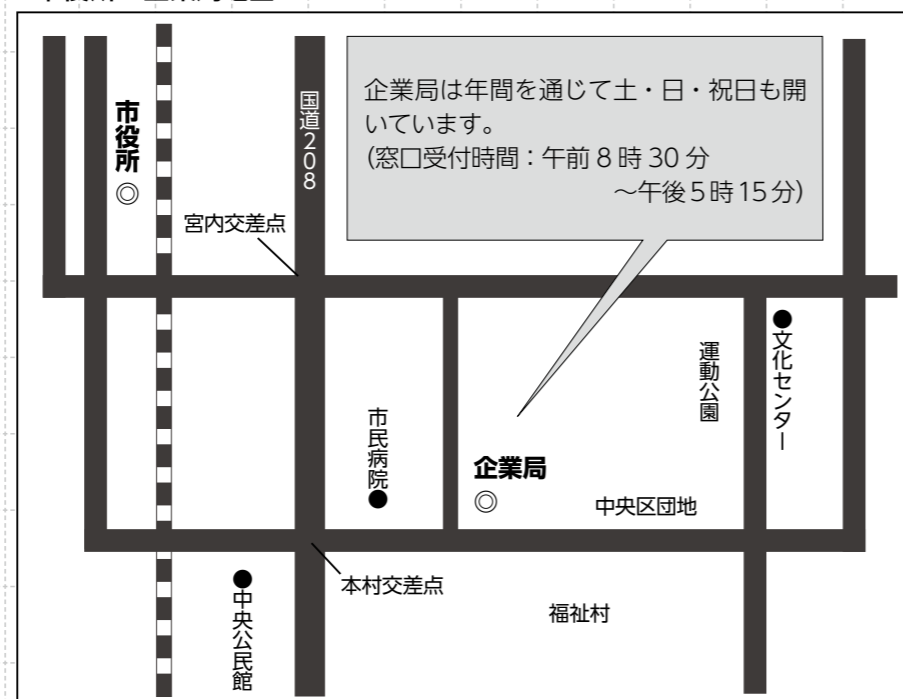 企業局は年間を通じて土・日・祝日も開
いています。
(窓口受付時間：午前8時30分
～午後5時15分)
国道208
市役所
宮内交差点
文化センター
運動公園
市民病院
企業局
中央区団地
本村交差点
中央公民館
福祉村